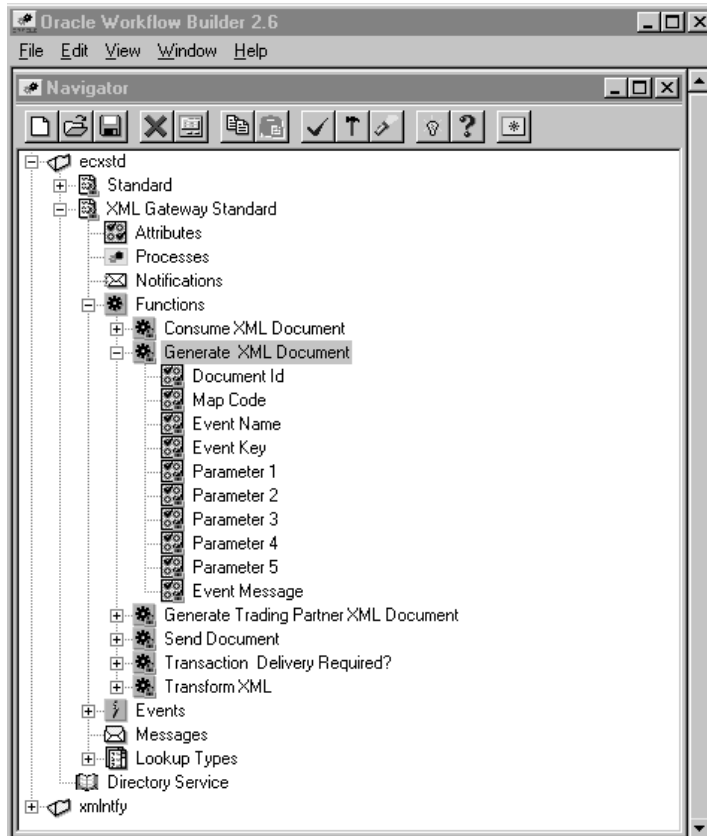 Oracle Workflow Builder 2.6
File Edit View Window Help
Navigator
ecxstd
Standard
XML Gateway Standard
Attributes
Processes
Notifications
Functions
Consume XML Document
Generate XML Document
Document Id
Map Code
Event Name
Event Key
Parameter 1
Parameter 2
Parameter 3
Parameter 4
Parameter 5
Event Message
Generate Trading Partner XML Document
Send Document
Transaction Delivery Required?
Transform XML
Events
Messages
Lookup Types
Directory Service
xmlntfy